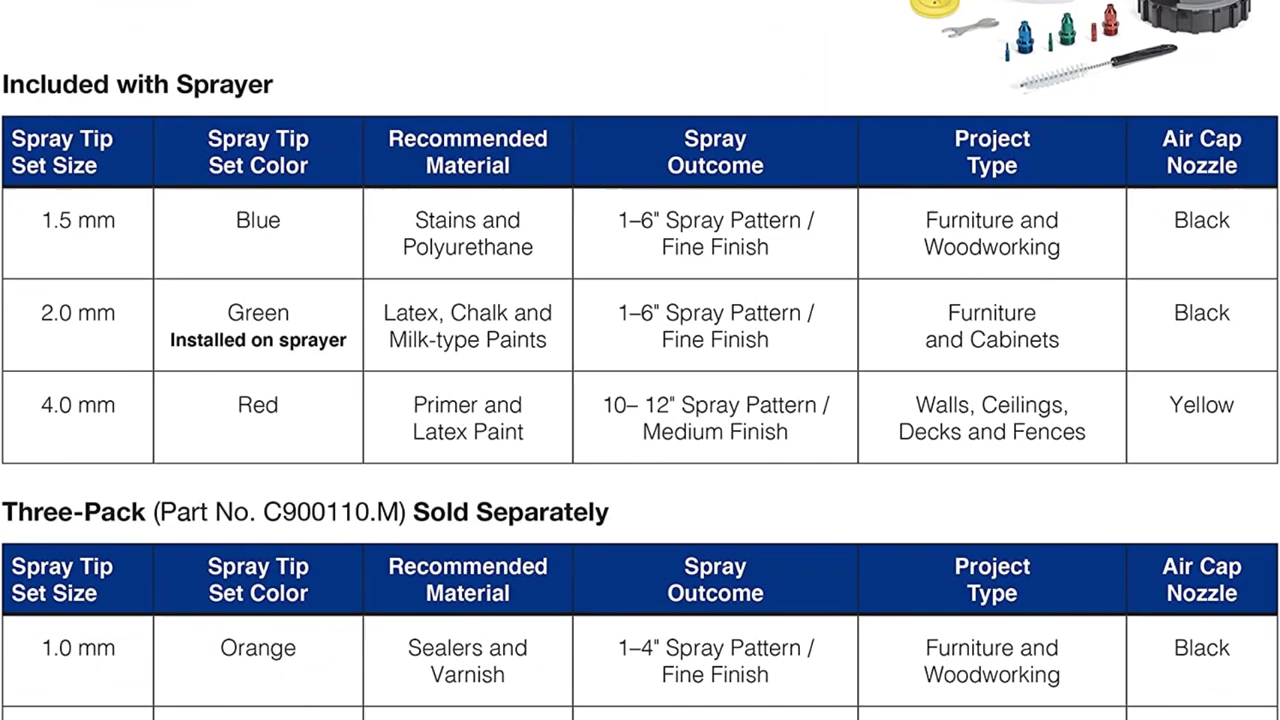 Included with Sprayer
Spray Tip Set Size | Spray Tip Set Color | Recommended Material | Spray Outcome | Project Type | Air Cap Nozzle
1.5 mm | Blue | Stains and Polyurethane | 1–6" Spray Pattern / Fine Finish | Furniture and Woodworking | Black
2.0 mm | Green Installed on sprayer | Latex, Chalk and Milk-type Paints | 1–6" Spray Pattern / Fine Finish | Furniture and Cabinets | Black
4.0 mm | Red | Primer and Latex Paint | 10– 12" Spray Pattern / Medium Finish | Walls, Ceilings, Decks and Fences | Yellow
Three-Pack (Part No. C900110.M) Sold Separately
Spray Tip Set Size | Spray Tip Set Color | Recommended Material | Spray Outcome | Project Type | Air Cap Nozzle
1.0 mm | Orange | Sealers and Varnish | 1–4" Spray Pattern / Fine Finish | Furniture and Woodworking | Black